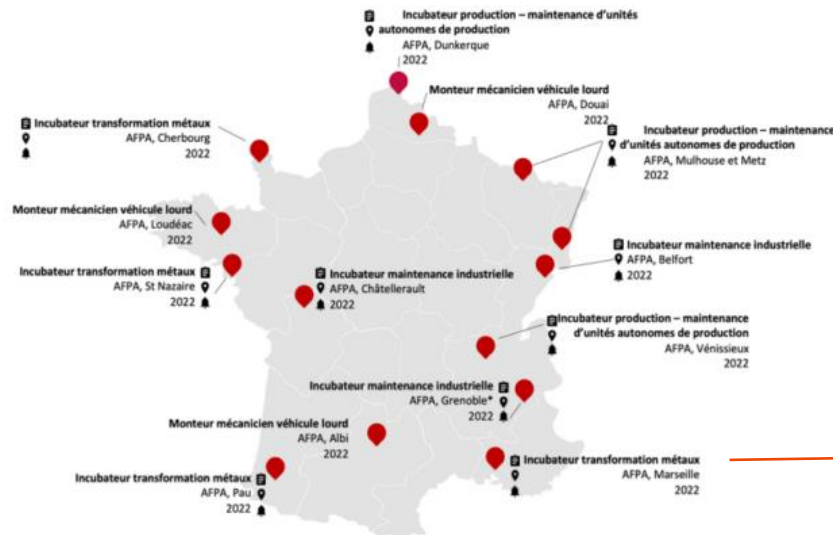 Incubateur production – maintenance d'unités
autonomes de production
AFPA, Dunkerque
2022
Monteur mécanicien véhicule lourd
AFPA, Douai
2022
Incubateur transformation métaux
AFPA, Cherbourg
2022
Incubateur production – maintenance
d'unités autonomes de production
AFPA, Mulhouse et Metz
2022
Monteur mécanicien véhicule lourd
AFPA, Loudéac
2022
Incubateur maintenance industrielle
AFPA, Belfort
2022
Incubateur transformation métaux
AFPA, St Nazaire
2022
Incubateur maintenance industrielle
AFPA, Châtellerault
2022
Incubateur production – maintenance
d'unités autonomes de production
AFPA, Vénissieux
2022
Incubateur maintenance industrielle
AFPA, Grenoble*
2022
Monteur mécanicien véhicule lourd
AFPA, Albi
2022
Incubateur transformation métaux
AFPA, Marseille
2022
Incubateur transformation métaux
AFPA, Pau
2022